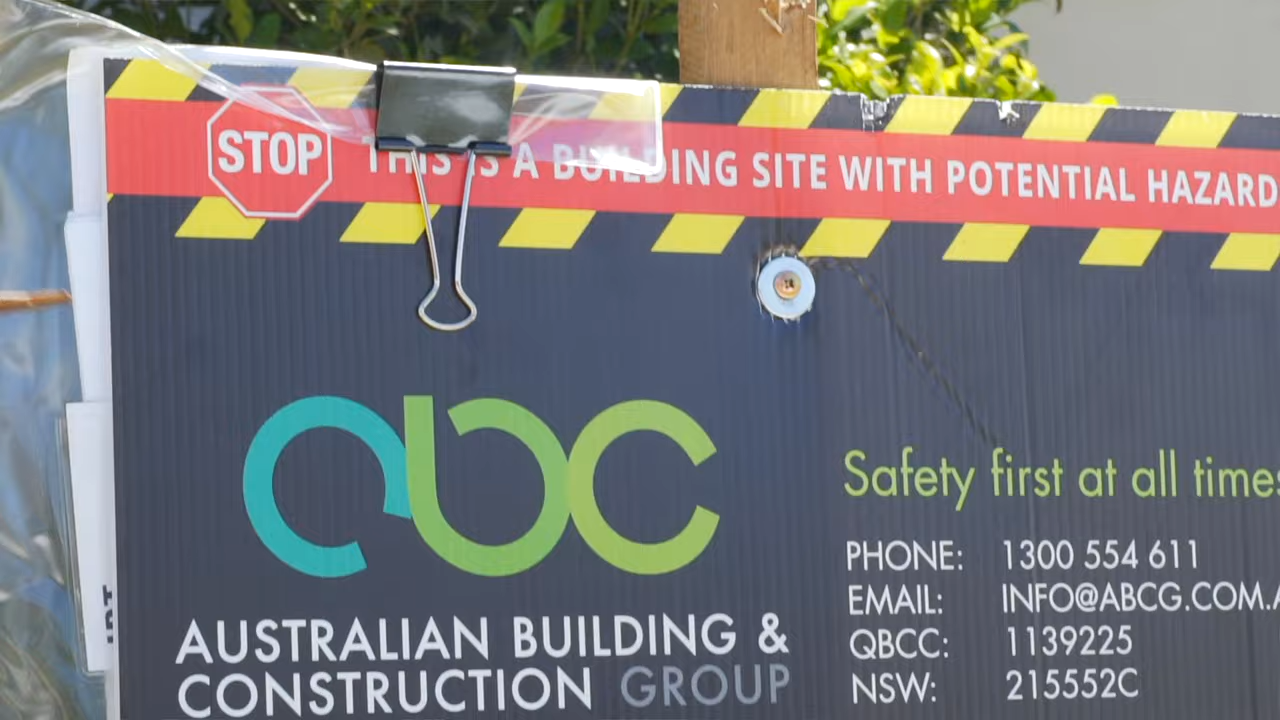 STOP
THIS IS A BUILDING SITE WITH POTENTIAL HAZARD
abc
AUSTRALIAN BUILDING &
CONSTRUCTION GROUP
Safety first at all times
PHONE: 1300 554 611
EMAIL: INFO@ABCG.COM.A
QBCC: 1139225
NSW: 215552C